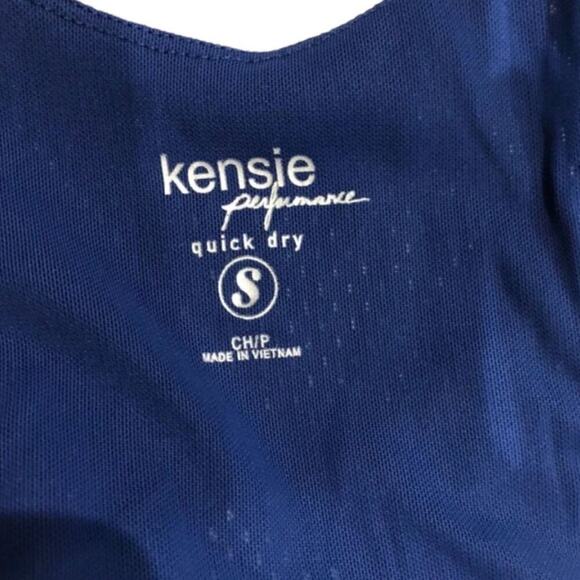 kensie
performance
quick dry
S
CH/P
MADE IN VIETNAM